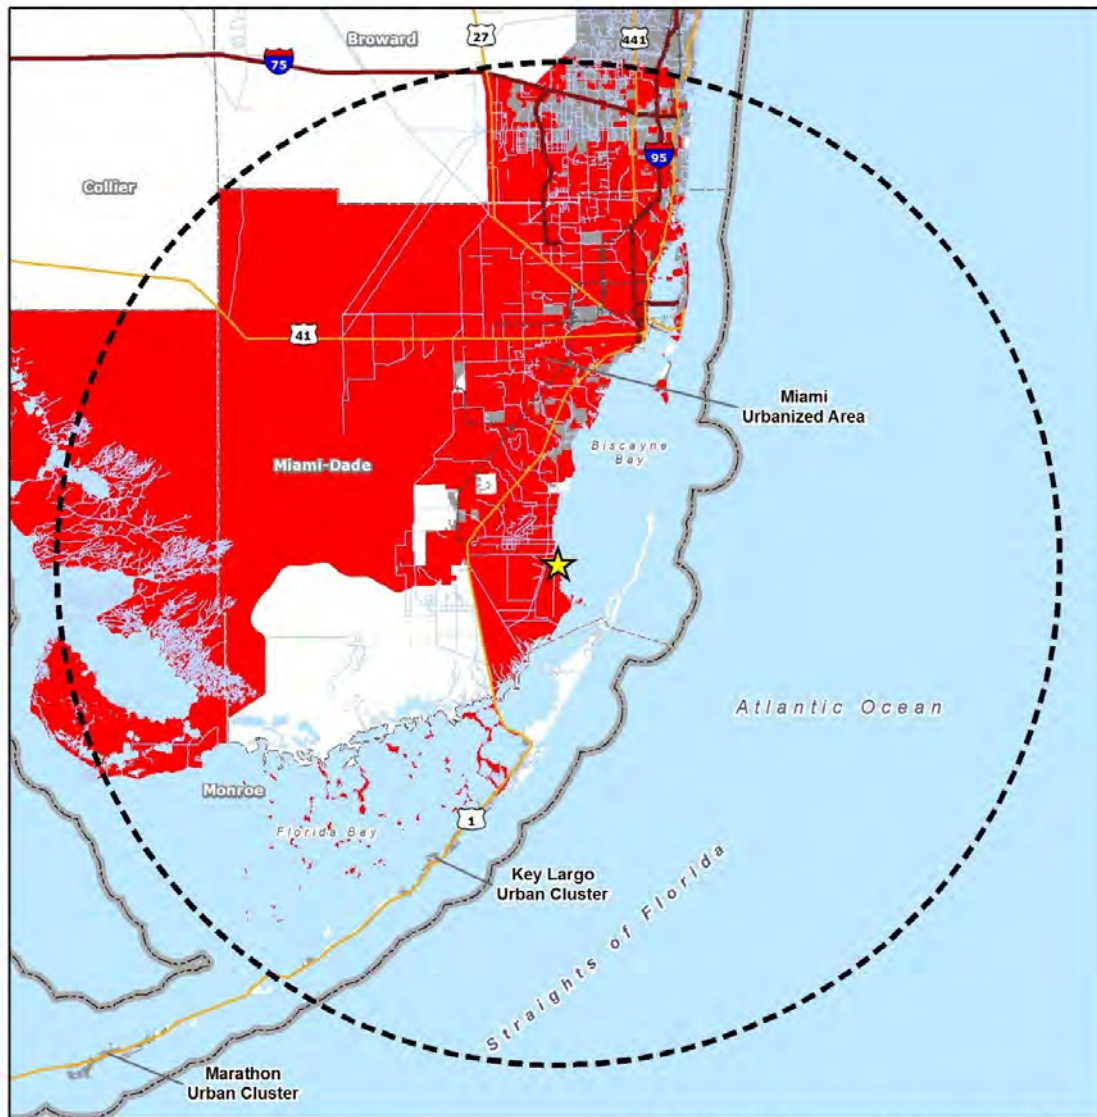 Broward
27
441
75
95
Collier
41
Miami
Urbanized Area
Biscayne
Bay
Miami-Dade
Atlantic Ocean
Monroe
Florida Bay
1
Key Largo
Urban Cluster
Straights of Florida
Marathon
Urban Cluster